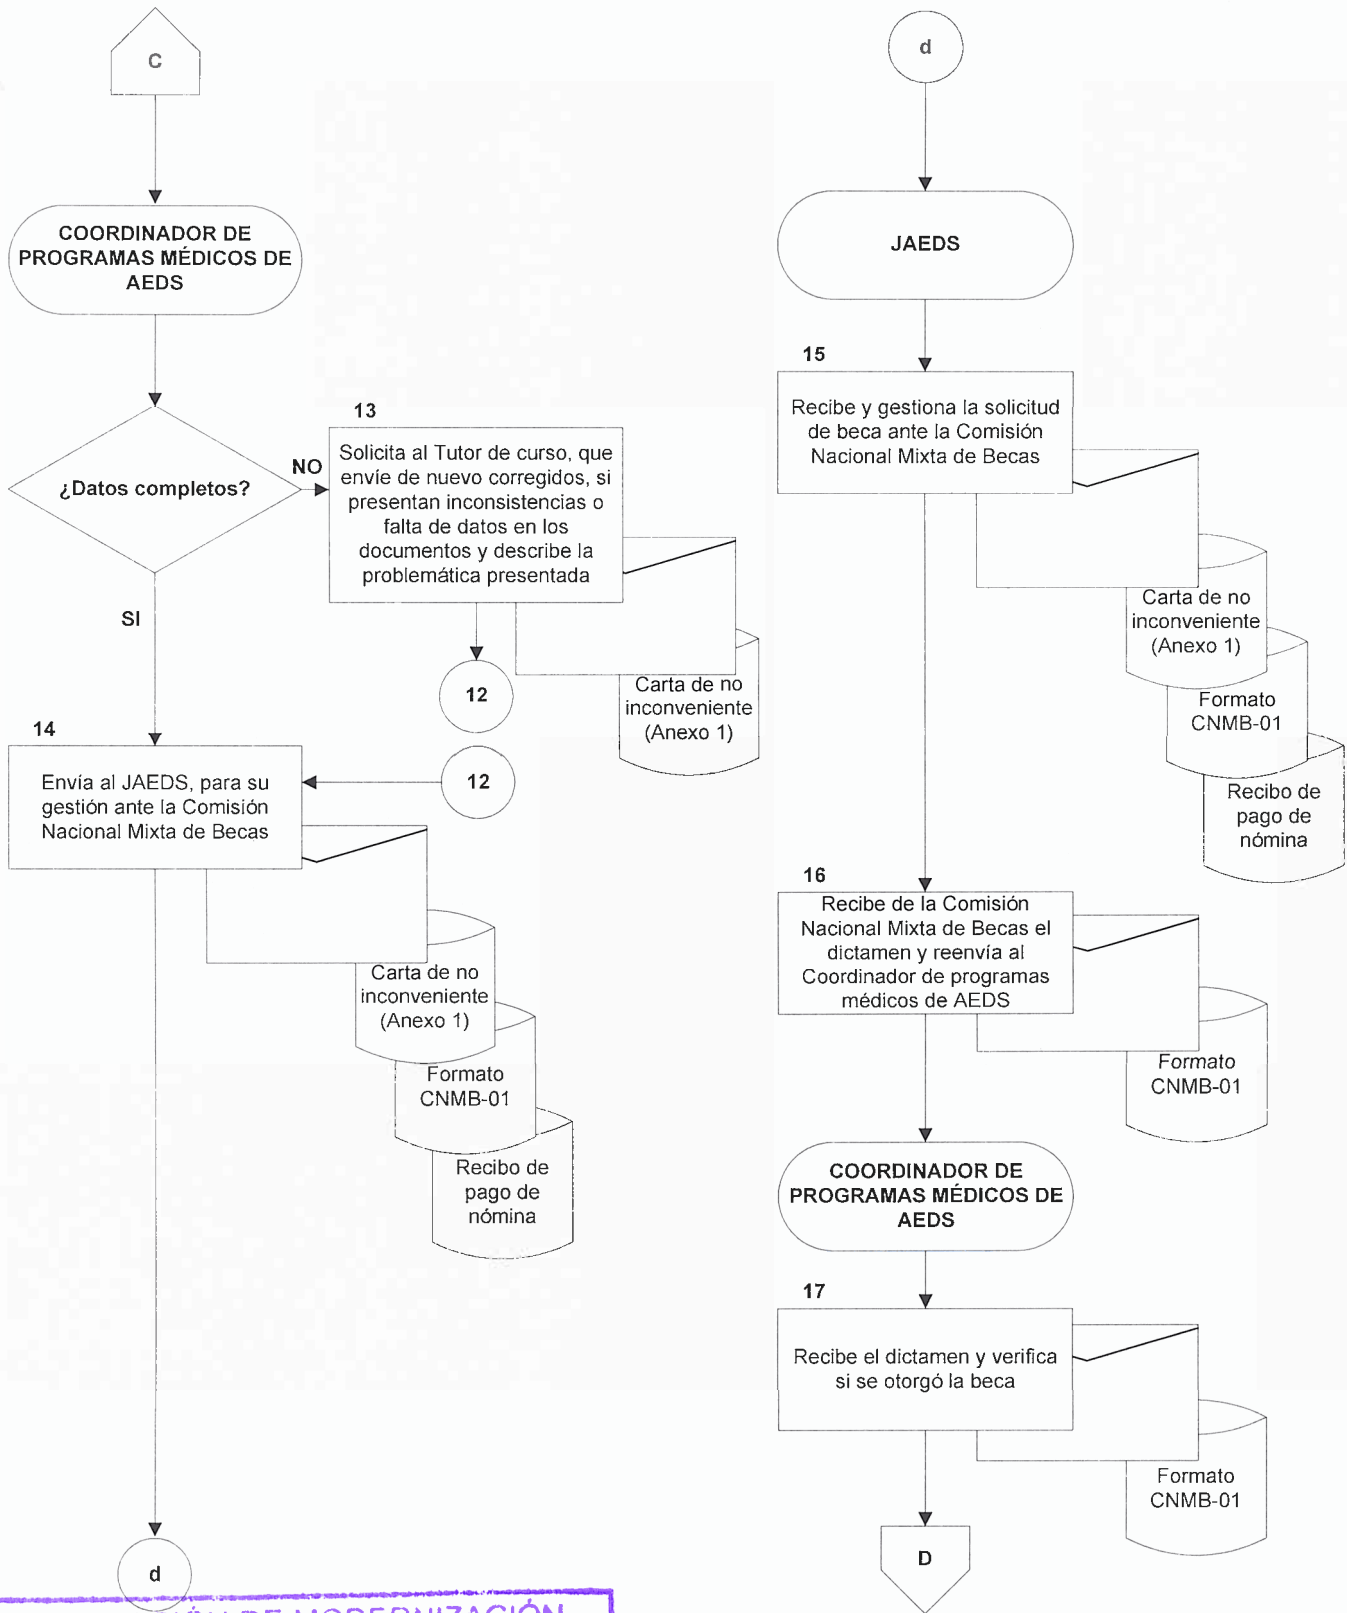 C
COORDINADOR DE
PROGRAMAS MÉDICOS DE
AEDS
¿Datos completos?
NO
SI
13
Solicita al Tutor de curso, que
envíe de nuevo corregidos, si
presentan inconsistencias o
falta de datos en los
documentos y describe la
problemática presentada
Carta de no
inconveniente
(Anexo 1)
12
12
14
Envía al JAEDS, para su
gestión ante la Comisión
Nacional Mixta de Becas
Carta de no
inconveniente
(Anexo 1)
Formato
CNMB-01
Recibo de
pago de
nómina
d
DE MODERNIZACIÓN
d
JAEDS
15
Recibe y gestiona la solicitud
de beca ante la Comisión
Nacional Mixta de Becas
Carta de no
inconveniente
(Anexo 1)
Formato
CNMB-01
Recibo de
pago de
nómina
16
Recibe de la Comisión
Nacional Mixta de Becas el
dictamen y reenvía al
Coordinador de programas
médicos de AEDS
Formato
CNMB-01
COORDINADOR DE
PROGRAMAS MÉDICOS DE
AEDS
17
Recibe el dictamen y verifica
si se otorgó la beca
Formato
CNMB-01
D